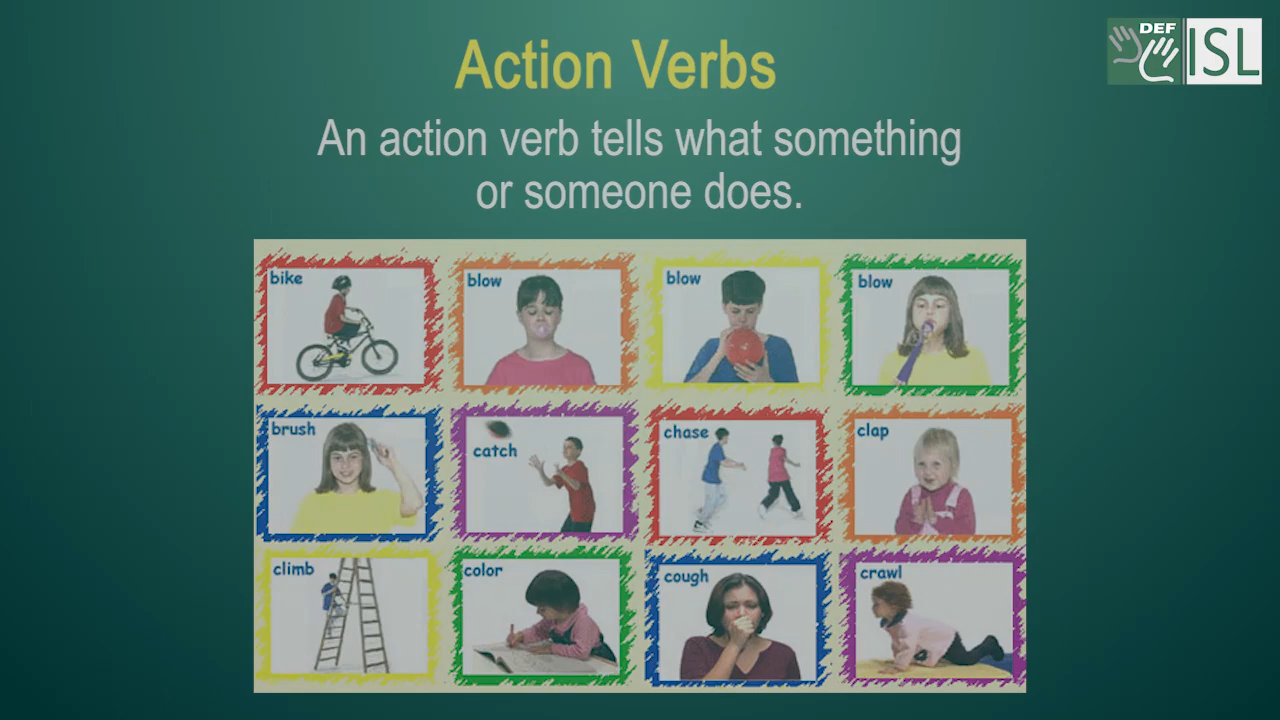 DEF
ISL
Action Verbs
An action verb tells what something
or someone does.
bike
blow
blow
blow
brush
catch
chase
clap
climb
color
cough
crawl